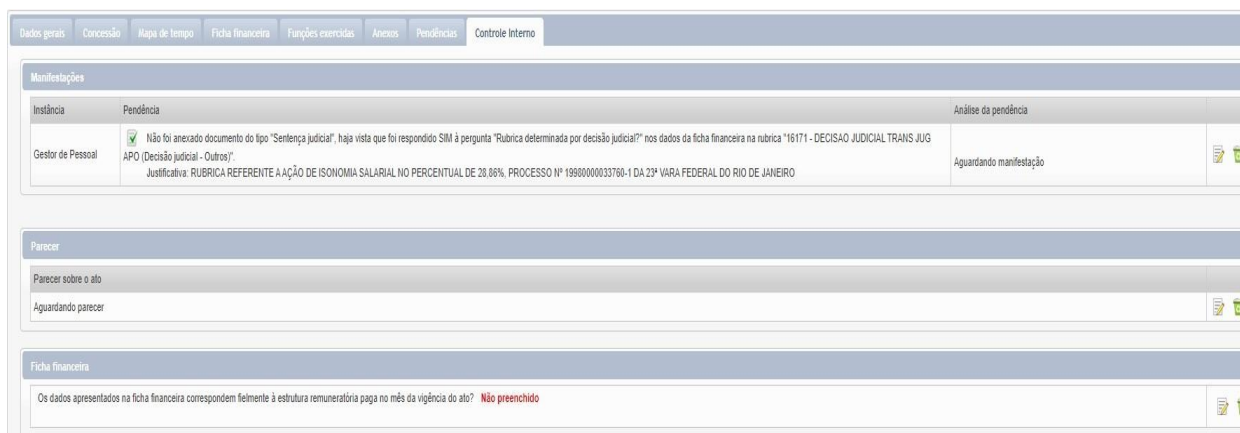 Dados gerais Concessão Mapa de tempo Ficha financeira Funções exercidas Anexos Pendências Controle Interno
Manifestações
Instância Pendência Análise da pendência
Não foi anexado documento do tipo "Sentença judicial", haja vista que foi respondido SIM à pergunta "Rubrica determinada por decisão judicial?" nos dados da ficha financeira na rubrica "16171 - DECISAO JUDICIAL TRANS JUG
Gestor de Pessoal APO (Decisão judicial - Outros)". Aguardando manifestação
Justificativa: RUBRICA REFERENTE A AÇÃO DE ISONOMIA SALARIAL NO PERCENTUAL DE 28,86%, PROCESSO Nº 19980000033760-1 DA 23ª VARA FEDERAL DO RIO DE JANEIRO
Parecer
Parecer sobre o ato
Aguardando parecer
Ficha financeira
Os dados apresentados na ficha financeira correspondem fielmente à estrutura remuneratória paga no mês da vigência do ato? Não preenchido